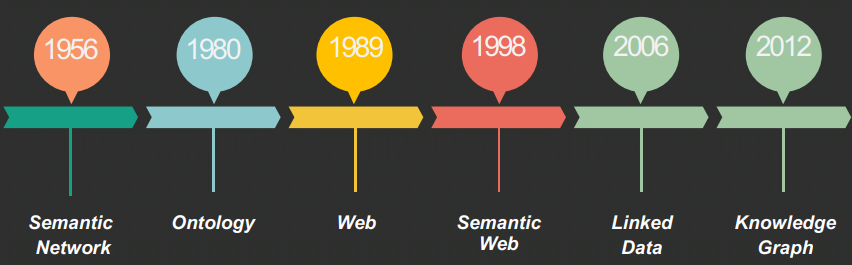 1956
1980
1989
1998
2006
2012
Semantic
Network
Ontology
Web
Semantic
Web
Linked
Data
Knowledge
Graph